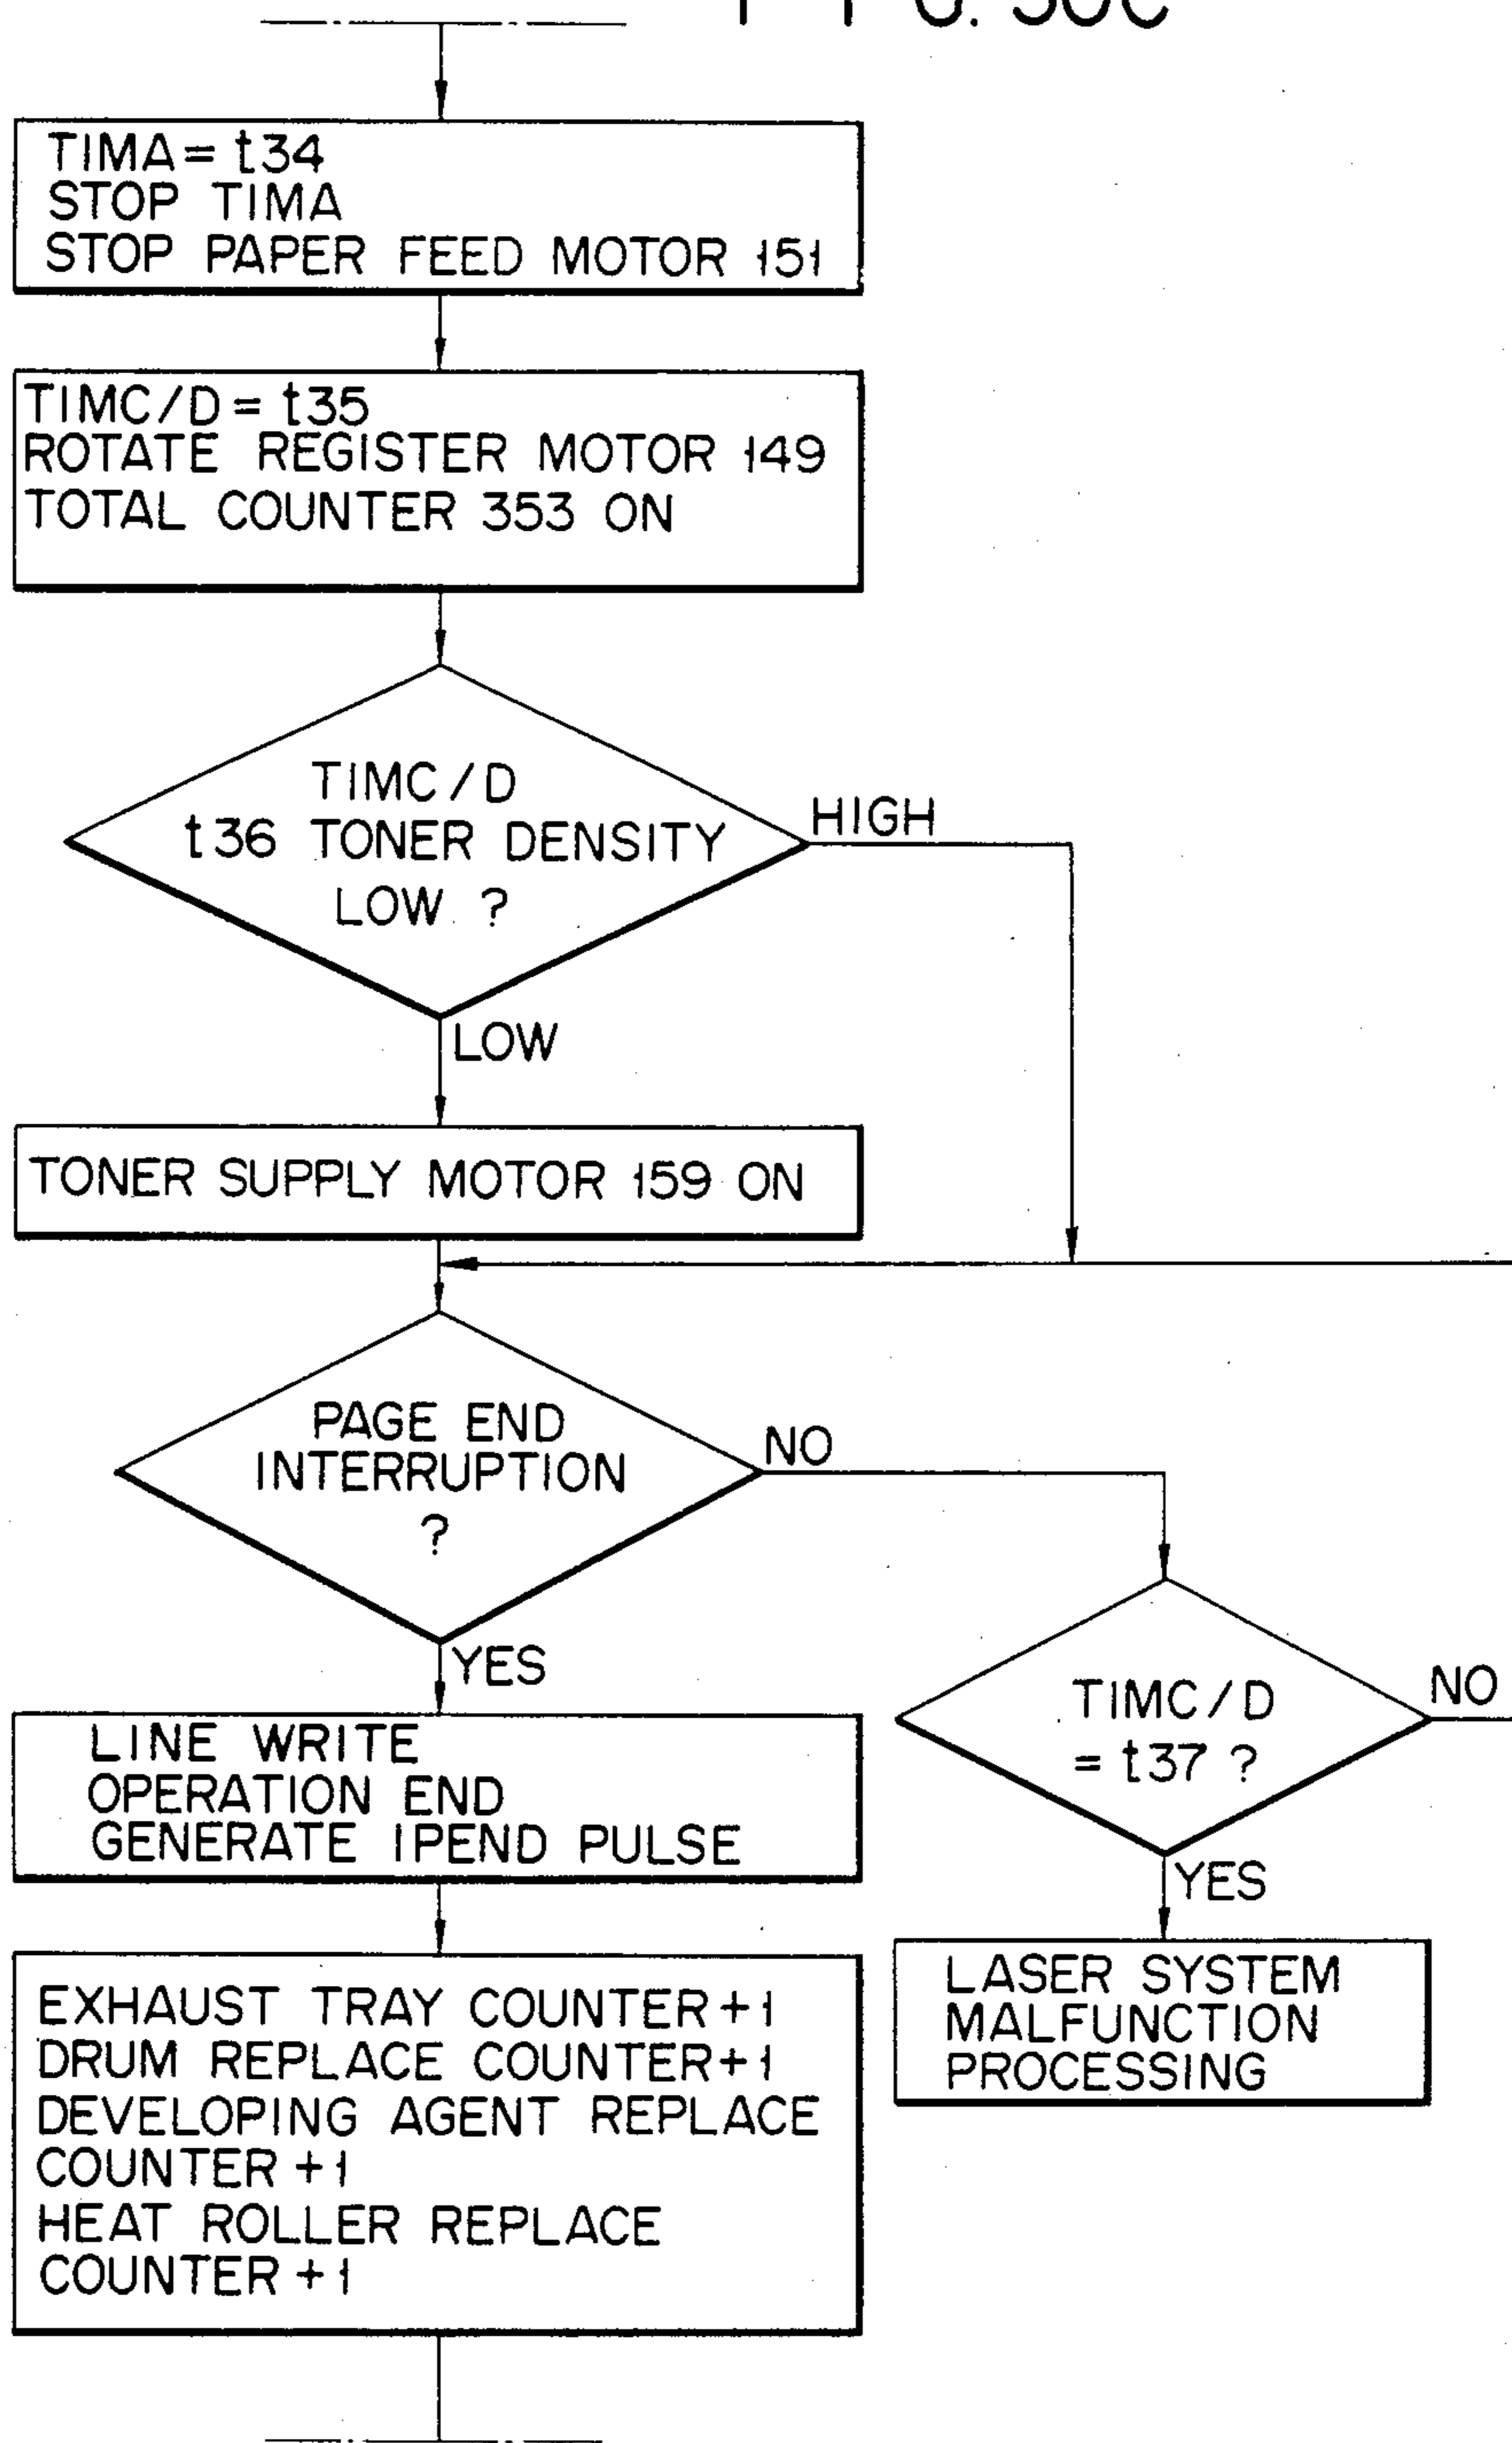 FIG. 50C
TIMA = t34
STOP TIMA
STOP PAPER FEED MOTOR 151
TIMC/D = t35
ROTATE REGISTER MOTOR 149
TOTAL COUNTER 353 ON
TIMC/D
t36 TONER DENSITY
LOW ?
HIGH
LOW
TONER SUPPLY MOTOR 159 ON
PAGE END
INTERRUPTION
?
NO
YES
TIMC/D
= t37 ?
NO
YES
LINE WRITE
OPERATION END
GENERATE IPEND PULSE
LASER SYSTEM
MALFUNCTION
PROCESSING
EXHAUST TRAY COUNTER +1
DRUM REPLACE COUNTER +1
DEVELOPING AGENT REPLACE
COUNTER +1
HEAT ROLLER REPLACE
COUNTER +1